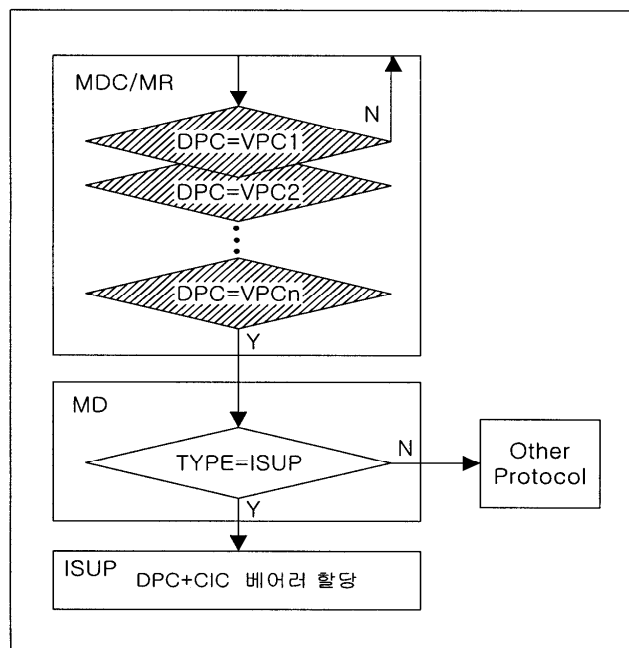 MDC/MR
N
DPC=VPC1
DPC=VPC2
DPC=VPCn
Y
MD
TYPE=ISUP
N
Other
Protocol
Y
ISUP DPC+CIC 베어러 할당